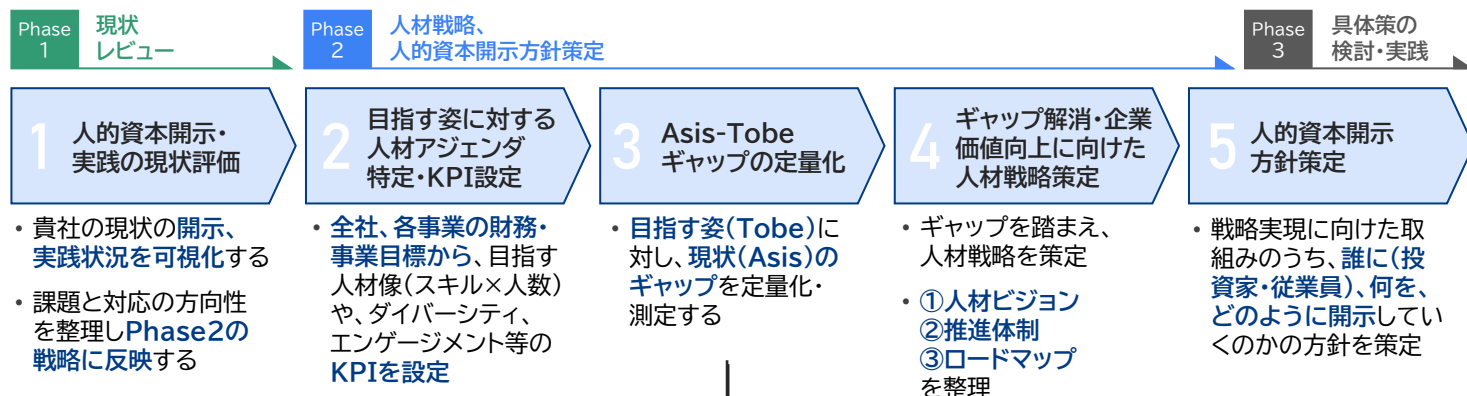 Phase
1
現状
レビュー
Phase
2
人材戦略、
人的資本開示方針策定
Phase
3
具体策の
検討・実践
1
人的資本開示・
実践の現状評価
2
目指す姿に対する
人材アジェンダ
特定・KPI設定
3
Asis-Tobe
ギャップの定量化
4
ギャップ解消・企業
価値向上に向けた
人材戦略策定
5
人的資本開示
方針策定
・貴社の現状の開示、
実践状況を可視化する
・課題と対応の方向性
を整理しPhase2の
戦略に反映する
・全社、各事業の財務・
事業目標から、目指す
人材像(スキル×人数)
や、ダイバーシティ、
エンゲージメント等の
KPIを設定
・目指す姿(Tobe)に
対し、現状(Asis)の
ギャップを定量化・
測定する
・ギャップを踏まえ、
人材戦略を策定
・①人材ビジョン
②推進体制
③ロードマップ
を整理
・戦略実現に向けた取
組みのうち、誰に(投
資家・従業員)、何を、
どのように開示してい
くのかの方針を策定